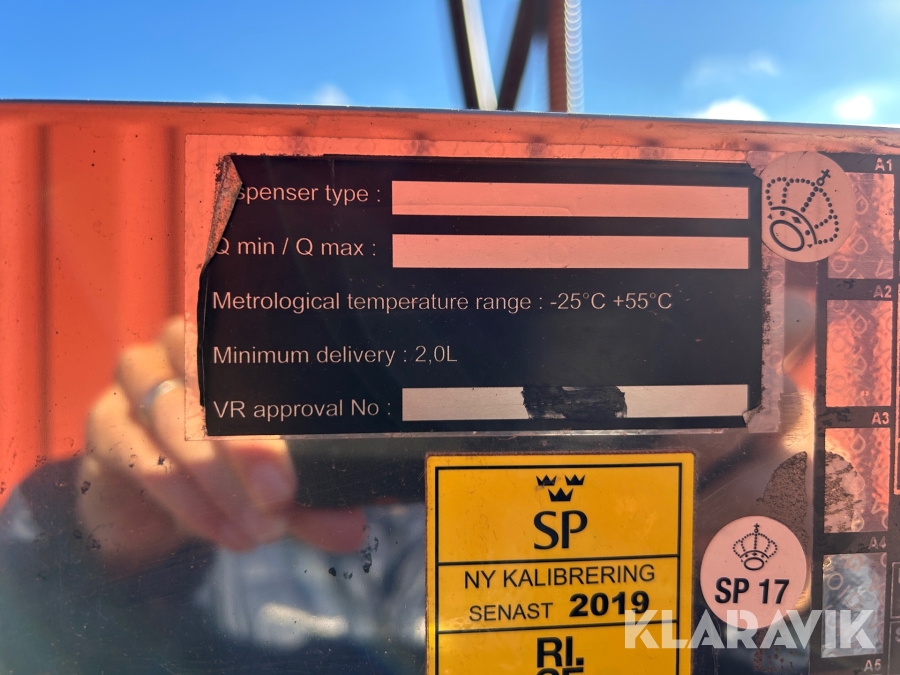 spenser type :
Q min / Q max :
Metrological temperature range : -25°C +55°C
Minimum delivery : 2,0L
VR approval No :
A1
A2
A3
A4
A5
SP
NY KALIBRERING
SENAST 2019
SP 17
KLARAVIK